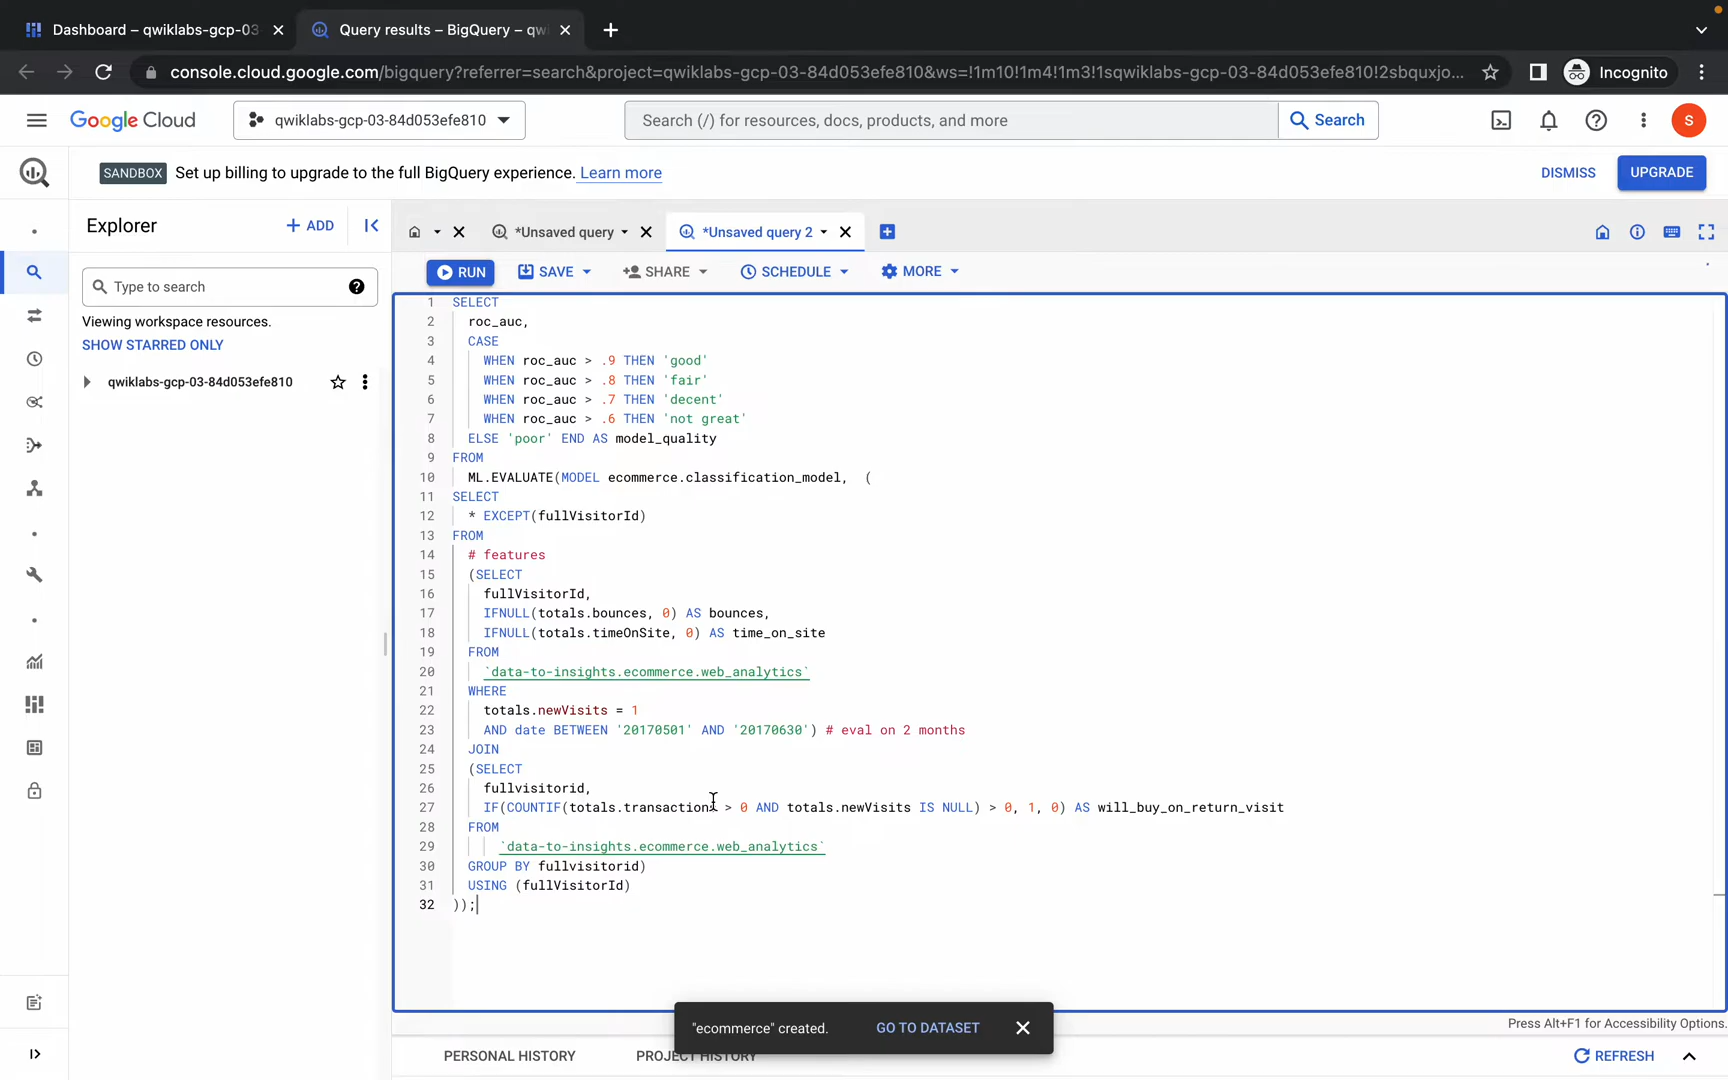 Dashboard – qwiklabs-gcp-03
Query results – BigQuery – qw
console.cloud.google.com/bigquery?referrer=search&project=qwiklabs-gcp-03-84d053efe810&ws=!1m10!1m4!1m3!1sqwiklabs-gcp-03-84d053efe810!2sbquxjo...
Incognito
Google Cloud
qwiklabs-gcp-03-84d053efe810
Search (/) for resources, docs, products, and more
Search
S
SANDBOX
Set up billing to upgrade to the full BigQuery experience. Learn more
DISMISS
UPGRADE
Explorer
+ ADD
*Unsaved query
*Unsaved query 2
RUN
SAVE
SHARE
SCHEDULE
MORE
Type to search
Viewing workspace resources.
SHOW STARRED ONLY
qwiklabs-gcp-03-84d053efe810
1 SELECT
2 roc_auc,
3 CASE
4 WHEN roc_auc > .9 THEN 'good'
5 WHEN roc_auc > .8 THEN 'fair'
6 WHEN roc_auc > .7 THEN 'decent'
7 WHEN roc_auc > .6 THEN 'not great'
8 ELSE 'poor' END AS model_quality
9 FROM
10 ML.EVALUATE(MODEL ecommerce.classification_model, (
11 SELECT
12 * EXCEPT(fullVisitorId)
13 FROM
14 # features
15 (SELECT
16 fullVisitorId,
17 IFNULL(totals.bounces, 0) AS bounces,
18 IFNULL(totals.timeOnSite, 0) AS time_on_site
19 FROM
20 `data-to-insights.ecommerce.web_analytics`
21 WHERE
22 totals.newVisits = 1
23 AND date BETWEEN '20170501' AND '20170630') # eval on 2 months
24 JOIN
25 (SELECT
26 fullvisitorid,
27 IF(COUNTIF(totals.transactions > 0 AND totals.newVisits IS NULL) > 0, 1, 0) AS will_buy_on_return_visit
28 FROM
29 `data-to-insights.ecommerce.web_analytics`
30 GROUP BY fullvisitorid)
31 USING (fullVisitorId)
32 ));
"ecommerce" created.
GO TO DATASET
Press Alt+F1 for Accessibility Options.
PERSONAL HISTORY
PROJECT HISTORY
REFRESH